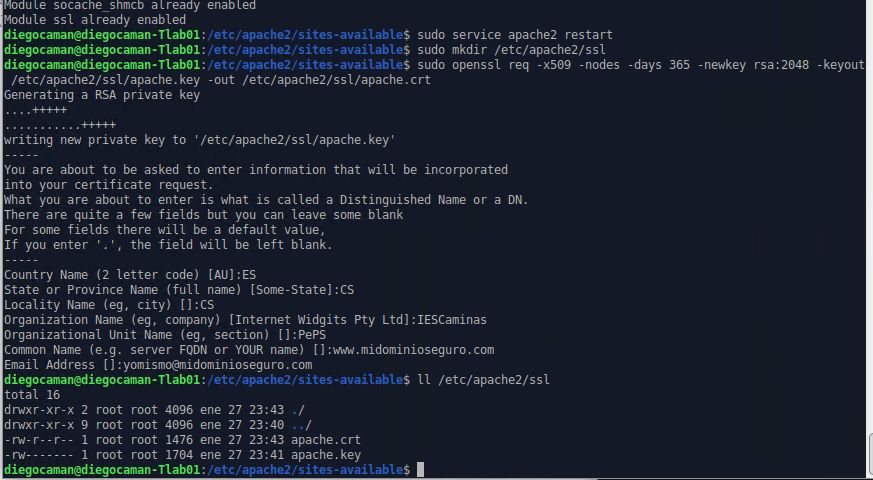 Module socache_shmcb already enabled
Module ssl already enabled
diegocaman@diegocaman-Tlab01:/etc/apache2/sites-available$ sudo service apache2 restart
diegocaman@diegocaman-Tlab01:/etc/apache2/sites-available$ sudo mkdir /etc/apache2/ssl
diegocaman@diegocaman-Tlab01:/etc/apache2/sites-available$ sudo openssl req -x509 -nodes -days 365 -newkey rsa:2048 -keyout
/etc/apache2/ssl/apache.key -out /etc/apache2/ssl/apache.crt
Generating a RSA private key
....+++++
...........+++++
writing new private key to '/etc/apache2/ssl/apache.key'
-----
You are about to be asked to enter information that will be incorporated
into your certificate request.
What you are about to enter is what is called a Distinguished Name or a DN.
There are quite a few fields but you can leave some blank
For some fields there will be a default value,
If you enter '.', the field will be left blank.
-----
Country Name (2 letter code) [AU]:ES
State or Province Name (full name) [Some-State]:CS
Locality Name (eg, city) []:CS
Organization Name (eg, company) [Internet Widgits Pty Ltd]:IESCaminas
Organizational Unit Name (eg, section) []:PePS
Common Name (e.g. server FQDN or YOUR name) []:www.midominioseguro.com
Email Address []:yomismo@midominioseguro.com
diegocaman@diegocaman-Tlab01:/etc/apache2/sites-available$ ll /etc/apache2/ssl
total 16
drwxr-xr-x 2 root root 4096 ene 27 23:43 ./
drwxr-xr-x 9 root root 4096 ene 27 23:40 ../
-rw-r--r-- 1 root root 1476 ene 27 23:43 apache.crt
-rw------- 1 root root 1704 ene 27 23:41 apache.key
diegocaman@diegocaman-Tlab01:/etc/apache2/sites-available$